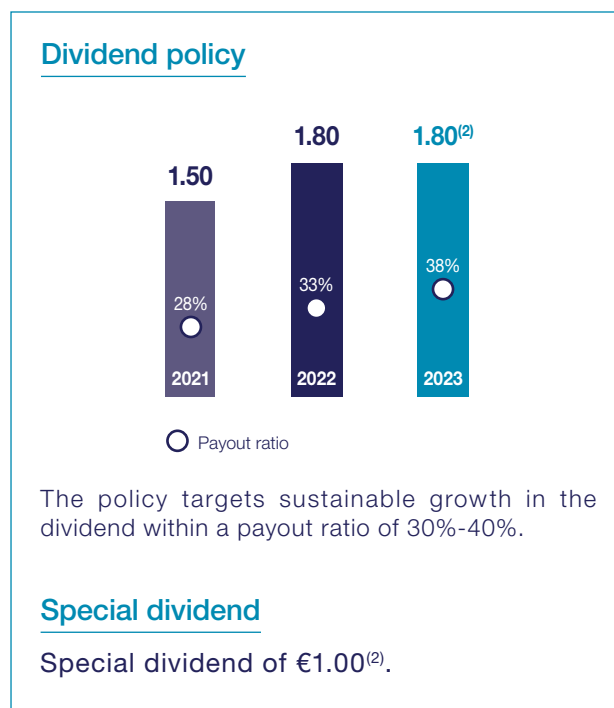 Dividend policy
1.50
1.80
1.80(2)
28%
33%
38%
2021
2022
2023
Payout ratio
The policy targets sustainable growth in the
dividend within a payout ratio of 30%-40%.
Special dividend
Special dividend of €1.00(2).